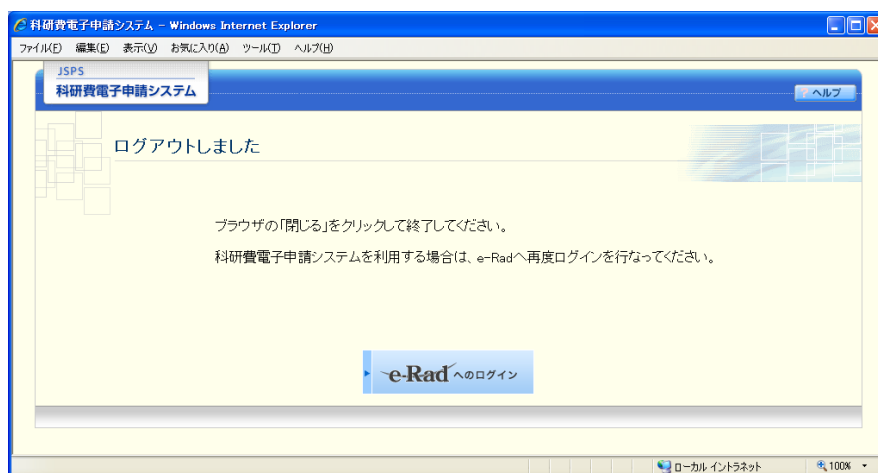 科研費電子申請システム - Windows Internet Explorer
ファイル(F) 編集(E) 表示(V) お気に入り(A) ツール(T) ヘルプ(H)
JSPS
科研費電子申請システム
? ヘルプ
ログアウトしました
ブラウザの「閉じる」をクリックして終了してください。
科研費電子申請システムを利用する場合は、e-Radへ再度ログインを行なってください。
e-Rad へのログイン
ローカル イントラネット 100%